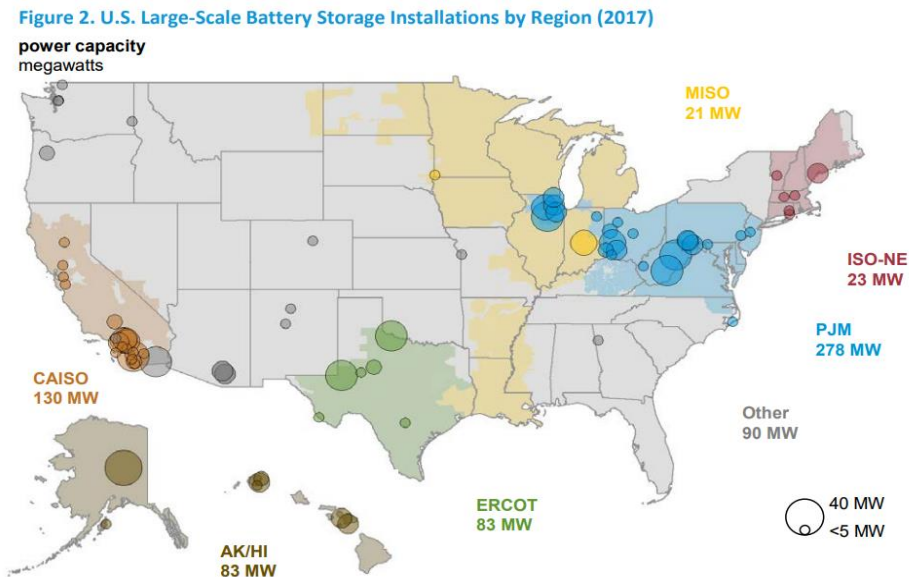 Figure 2. U.S. Large-Scale Battery Storage Installations by Region (2017)
power capacity
megawatts
MISO
21 MW
ISO-NE
23 MW
PJM
278 MW
CAISO
130 MW
Other
90 MW
ERCOT
83 MW
AK/HI
83 MW
40 MW
<5 MW